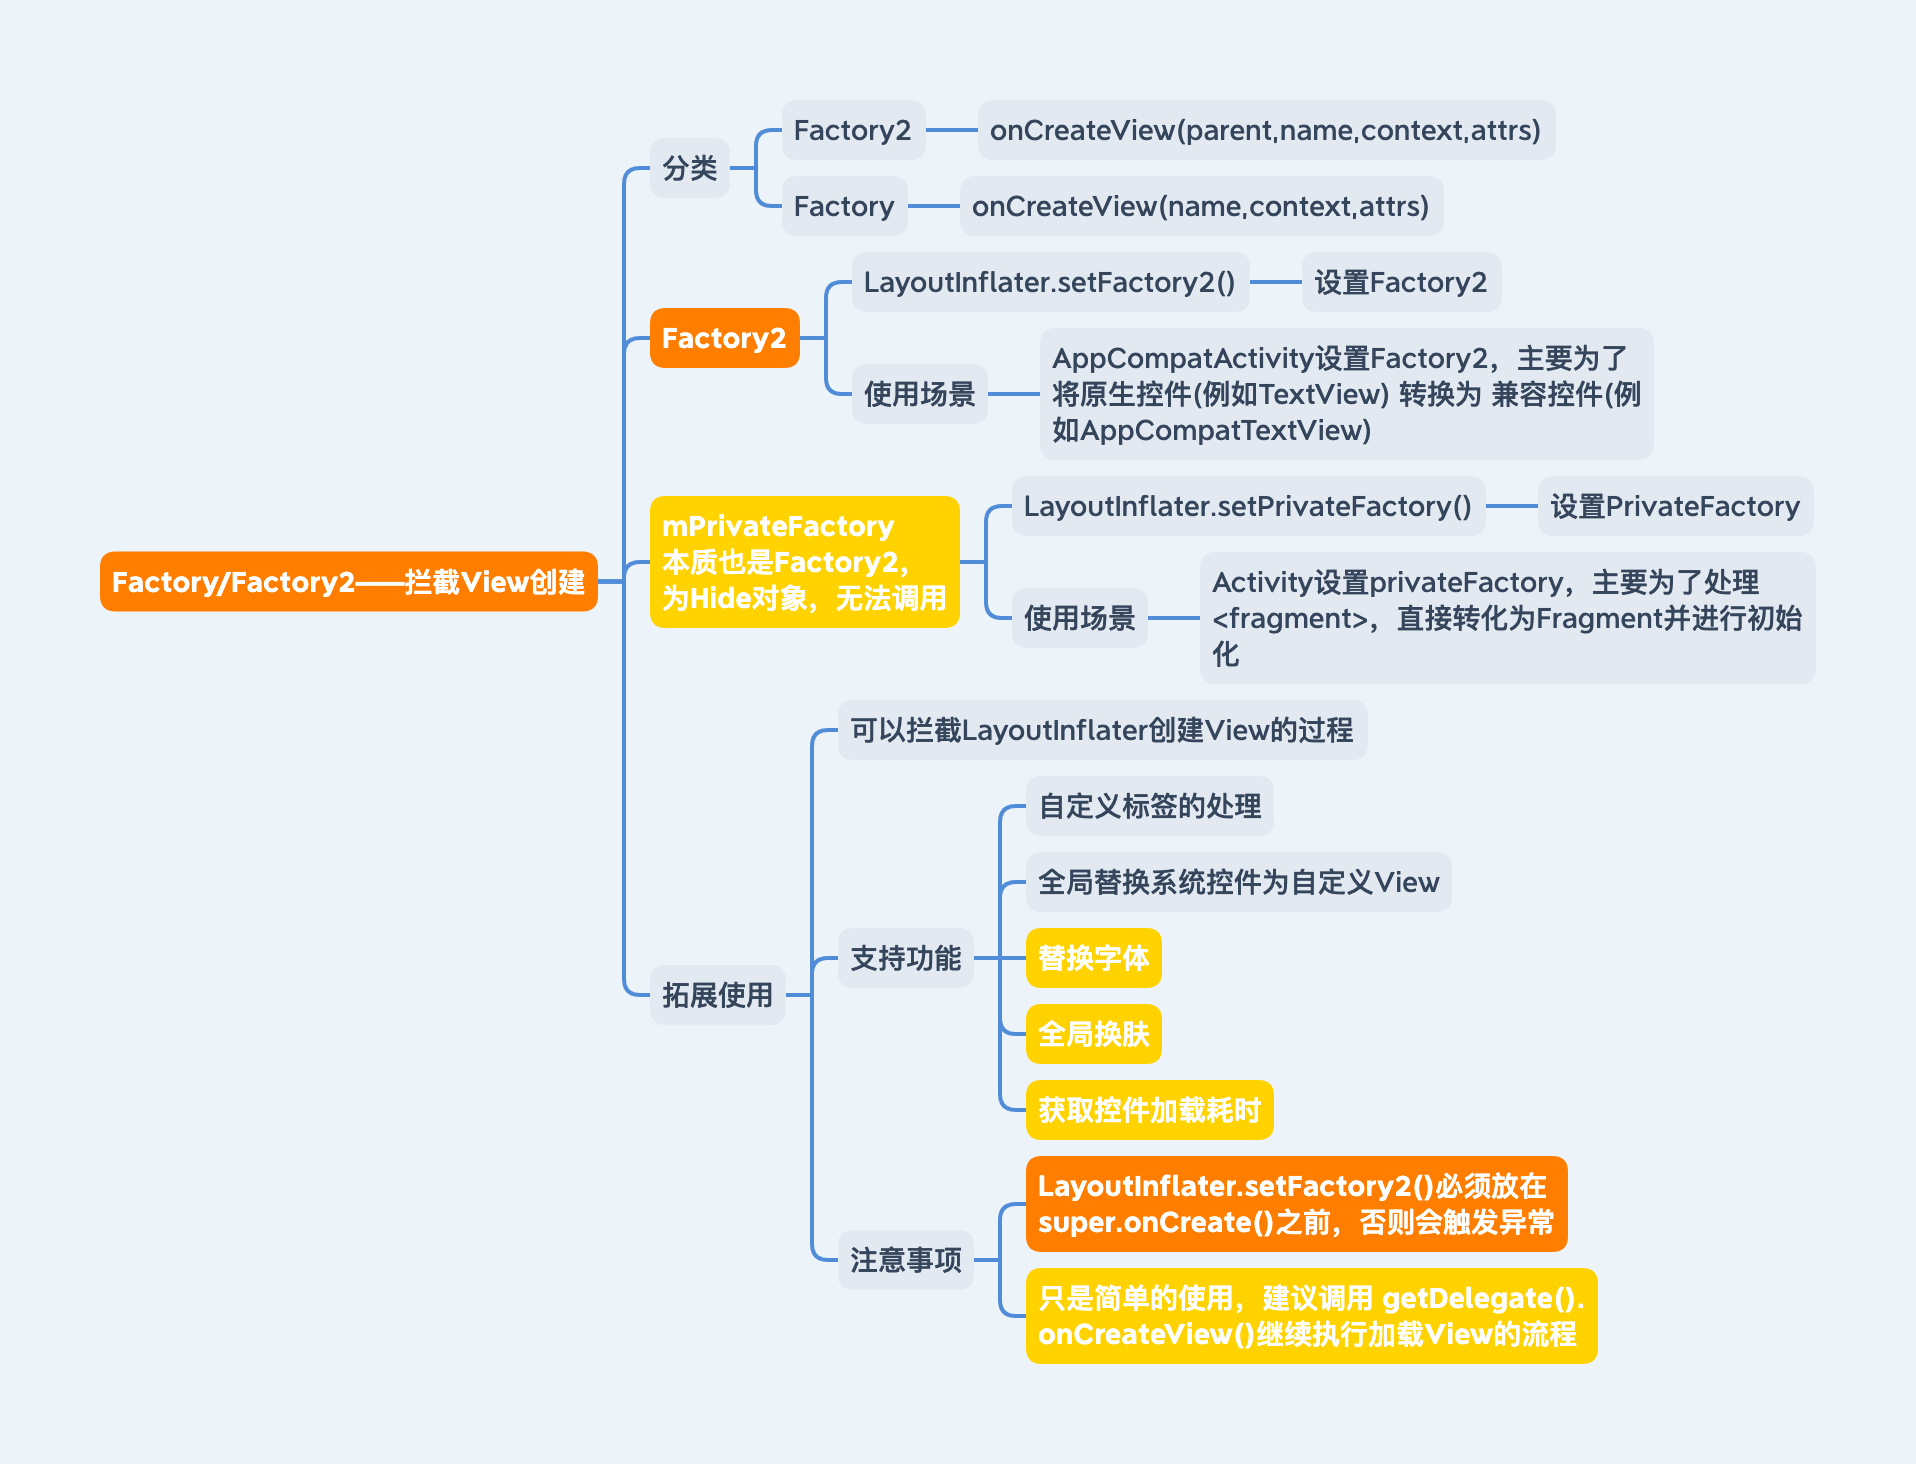 Factory/Factory2——拦截View创建
分类
Factory2
onCreateView(parent,name,context,attrs)
Factory
onCreateView(name,context,attrs)
Factory2
LayoutInflater.setFactory2()
设置Factory2
使用场景
AppCompatActivity设置Factory2，主要为了
将原生控件(例如TextView) 转换为 兼容控件(例
如AppCompatTextView)
mPrivateFactory
本质也是Factory2，
为Hide对象，无法调用
LayoutInflater.setPrivateFactory()
设置PrivateFactory
使用场景
Activity设置privateFactory，主要为了处理
<fragment>，直接转化为Fragment并进行初始
化
拓展使用
可以拦截LayoutInflater创建View的过程
支持功能
自定义标签的处理
全局替换系统控件为自定义View
替换字体
全局换肤
获取控件加载耗时
注意事项
LayoutInflater.setFactory2()必须放在
super.onCreate()之前，否则会触发异常
只是简单的使用，建议调用 getDelegate().
onCreateView()继续执行加载View的流程